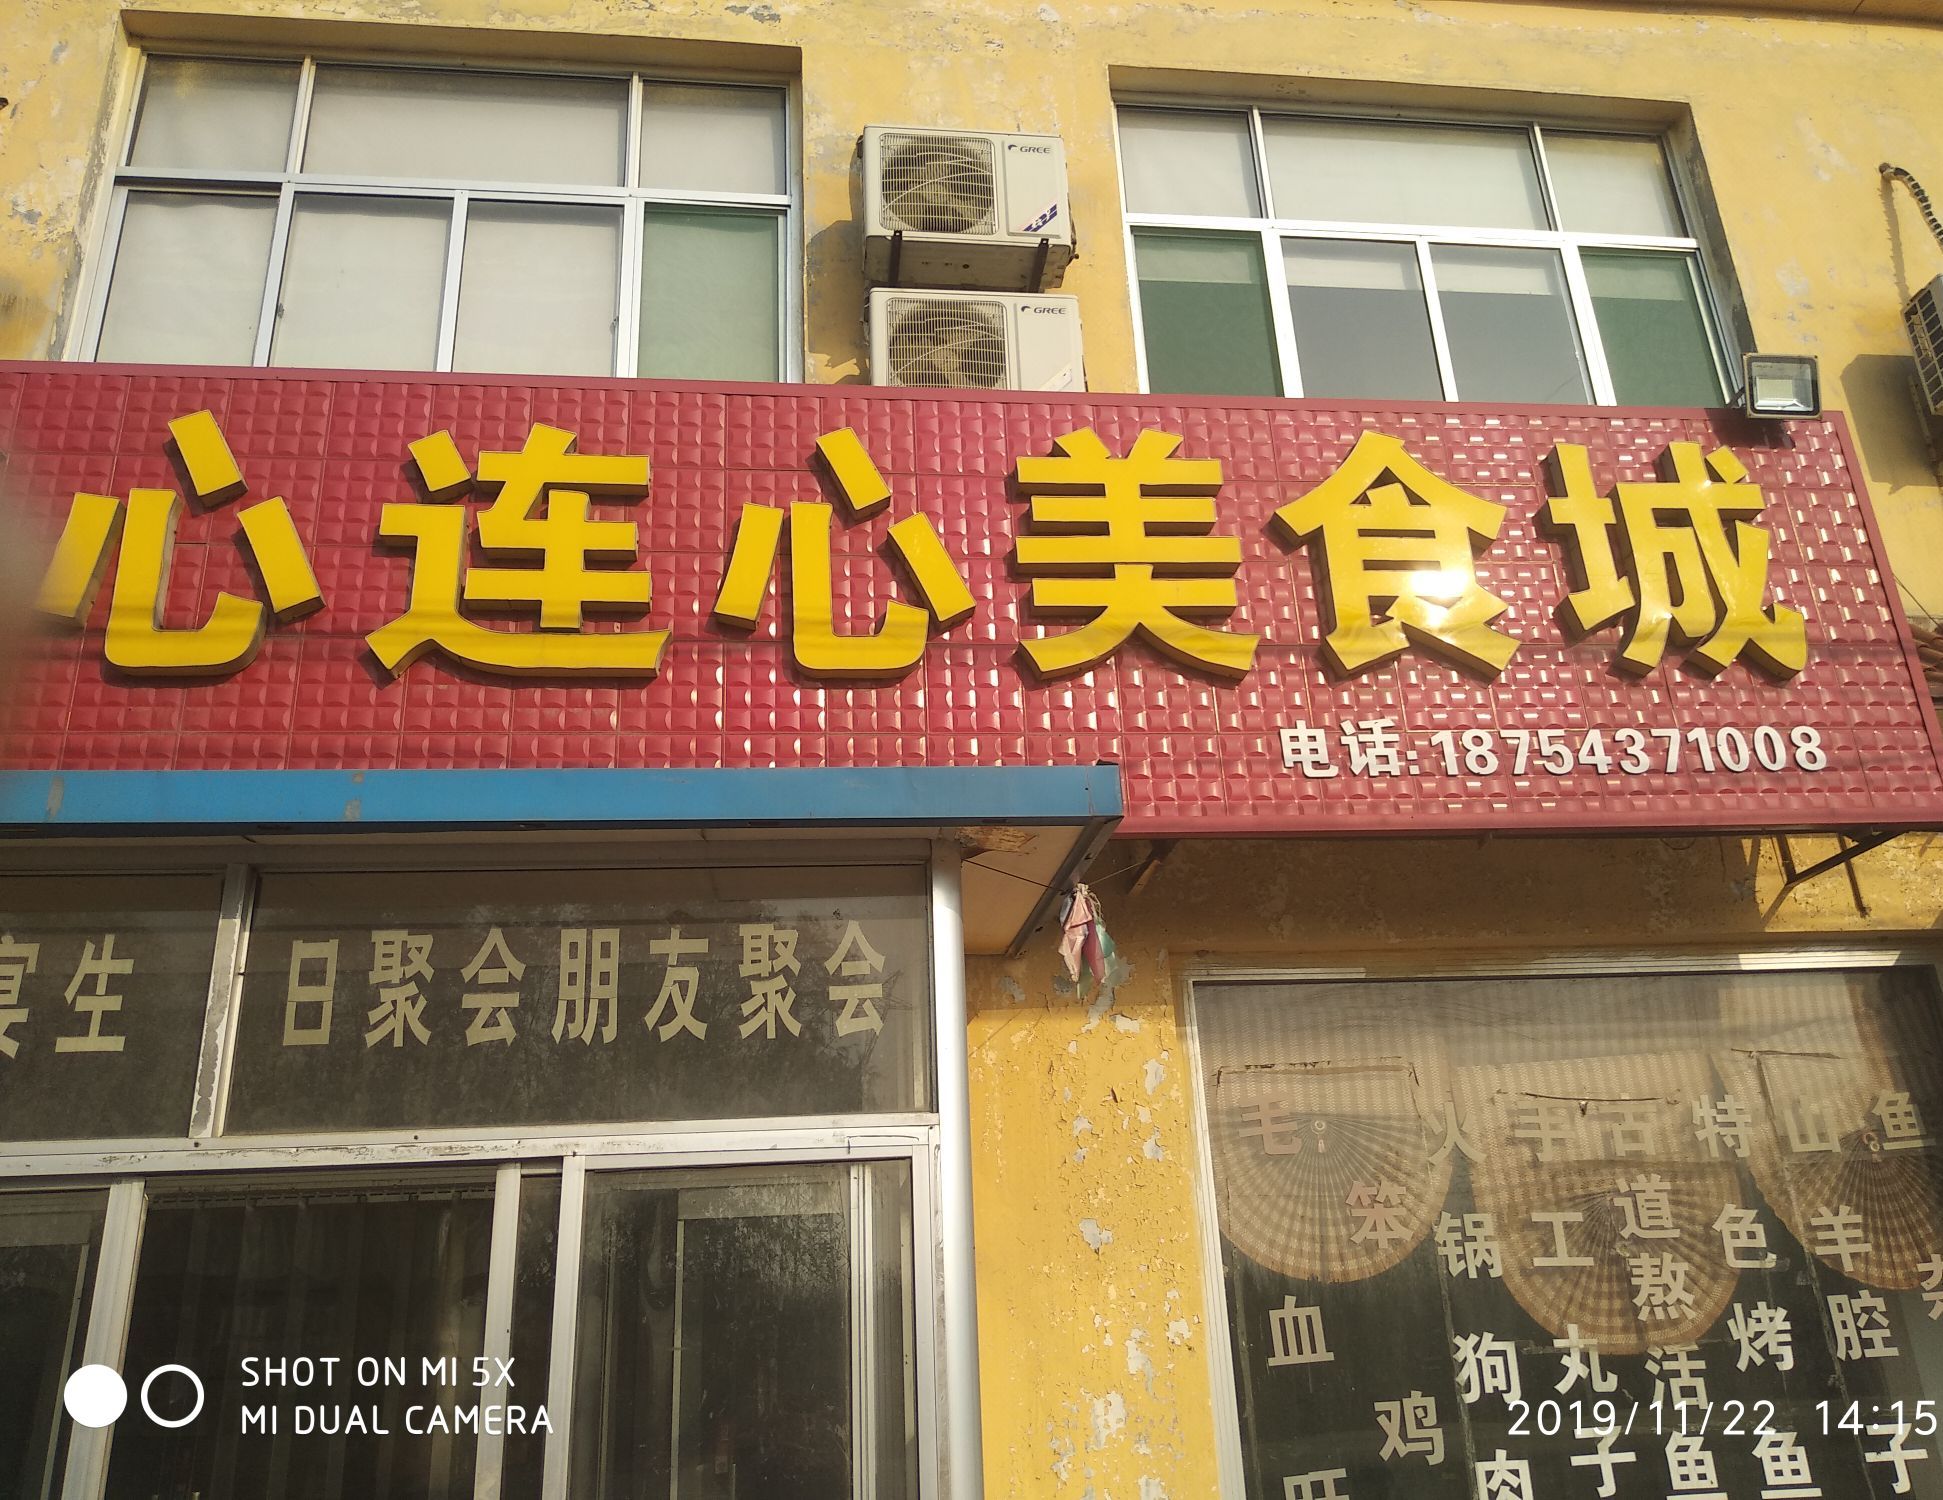 GREE
GREE
心连心美食城
电话:18754371008
宴生日聚会朋友聚会
毛血旺
笨鸡
火锅狗肉
手工丸子
古道熬活鱼
特色烤鱼
山羊腔子
鱼
SHOT ON MI 5X
MI DUAL CAMERA
2019/11/22 14:15